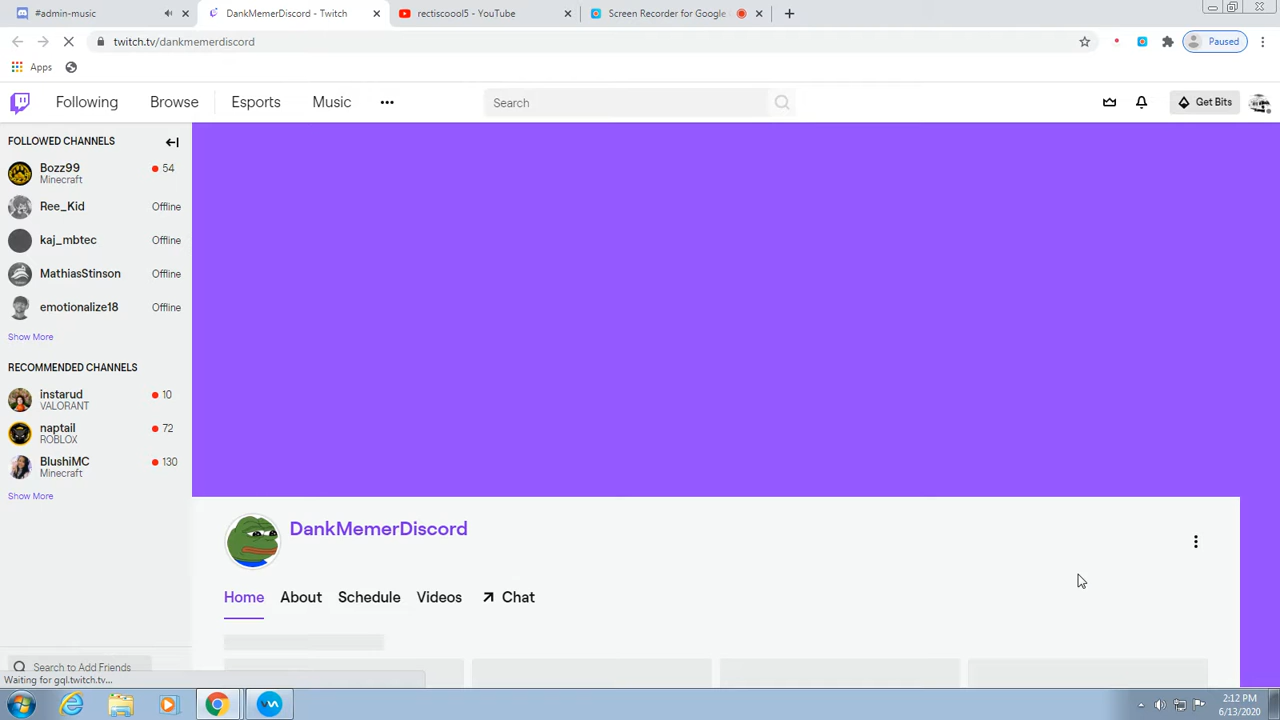 #admin-music
DankMemerDiscord - Twitch
rectiscool5 - YouTube
Screen Recorder for Google
twitch.tv/dankmemerdiscord
Paused
Apps
Following
Browse
Esports
Music
Search
Get Bits
FOLLOWED CHANNELS
Bozz99
54
Minecraft
Ree_Kid
Offline
kaj_mbtec
Offline
MathiasStinson
Offline
emotionalize18
Offline
Show More
RECOMMENDED CHANNELS
instarud
10
VALORANT
naptail
72
ROBLOX
BlushiMC
130
Minecraft
Show More
DankMemerDiscord
Home
About
Schedule
Videos
Chat
Search to Add Friends
Waiting for gql.twitch.tv...
2:12 PM
6/13/2020